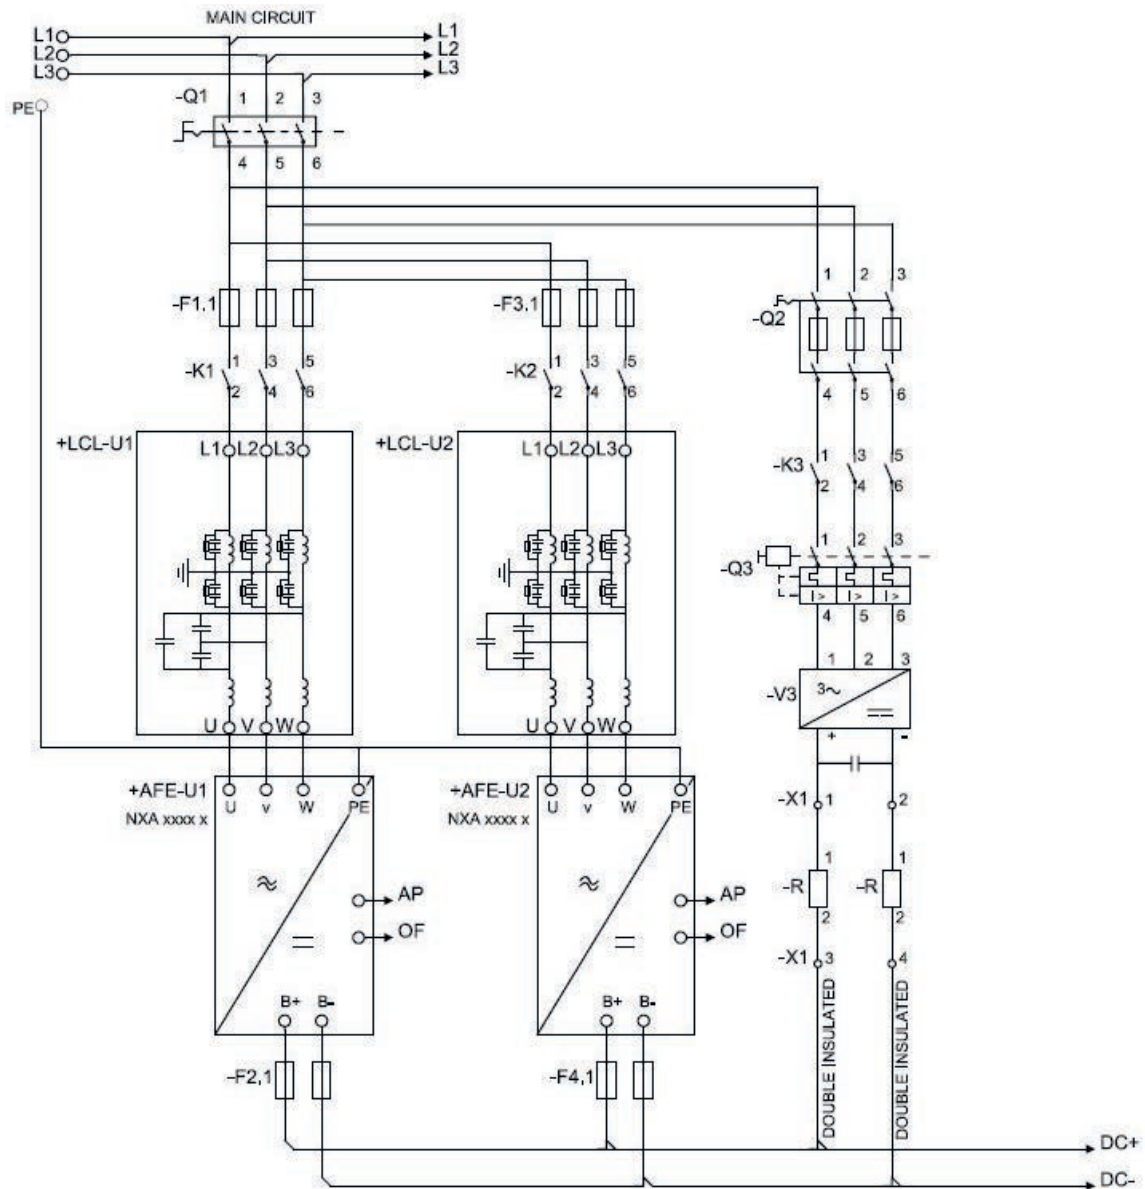 MAIN CIRCUIT
L1 L1
L2 L2
L3 L3
PE
-Q1 1 2 3
4 5 6
1 2 3
-F1,1 -F3,1 -Q2
-K1 1 3 5 -K2 1 3 5
2 4 6 2 4 6 4 5 6
+LCL-U1 L1 L2 L3 +LCL-U2 L1 L2 L3 -K3 1 3 5
2 4 6
1 2 3
-Q3
I> I> I>
4 5 6
1 2 3
-V3 3~
U V W U V W
+ -
+AFE-U1 +AFE-U2 -X1 1 2
U v W PE U v W PE
NXA xxxx x NXA xxxx x
1 1
-R -R
AP AP
2 2
OF OF
-X1 3 4
B+ B- B+ B-
DOUBLE INSULATED
DOUBLE INSULATED
-F2,1 -F4,1
DC+
DC-